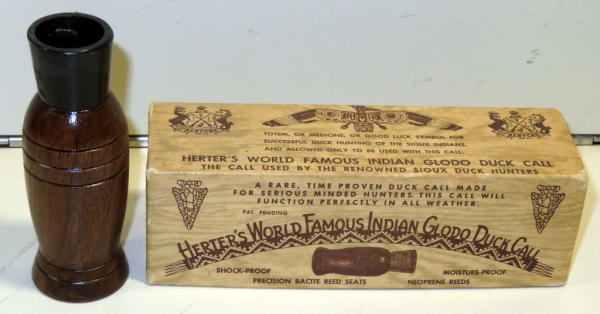 HERTERS
HERTERS
TOTEM, OR MEDICINE, OR GOOD LUCK SYMBOL FOR
SUCCESSFUL DUCK HUNTING OF THE SIOUX INDIANS,
AND ALLOWED ONLY TO BE USED WITH THIS CALL.
HERTER'S WORLD FAMOUS INDIAN GLODO DUCK CALL
THE CALL USED BY THE RENOWNED SIOUX DUCK HUNTERS
A RARE, TIME PROVEN DUCK CALL MADE
FOR SERIOUS MINDED HUNTERS. THIS CALL WILL
FUNCTION PERFECTLY IN ALL WEATHER.
PAT. PENDING
HERTER'S WORLD FAMOUS INDIAN GLODO DUCK CALL
SHOCK-PROOF MOISTURE-PROOF
PRECISION BACITE REED SEATS NEOPRENE REEDS